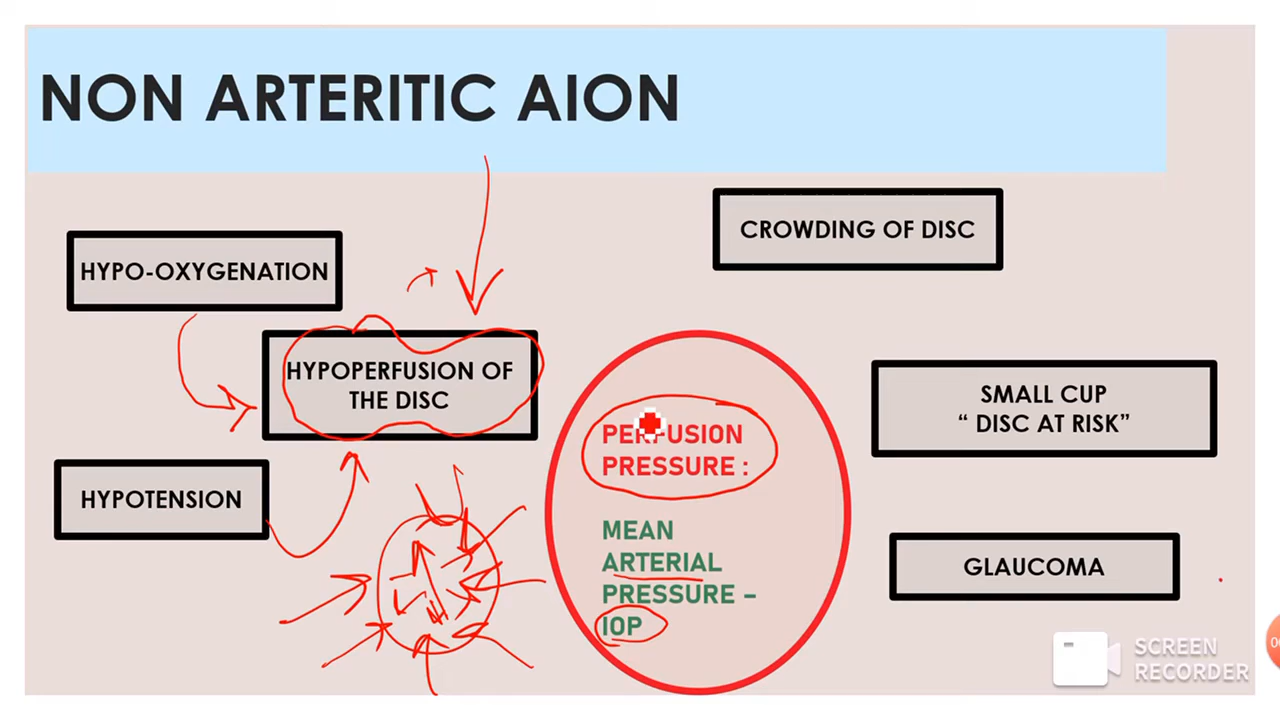 NON ARTERITIC AION
HYPO-OXYGENATION
HYPOPERFUSION OF
THE DISC
HYPOTENSION
PERFUSION
PRESSURE :
MEAN
ARTERIAL
PRESSURE –
IOP
CROWDING OF DISC
SMALL CUP
“ DISC AT RISK”
GLAUCOMA
SCREEN
RECORDER